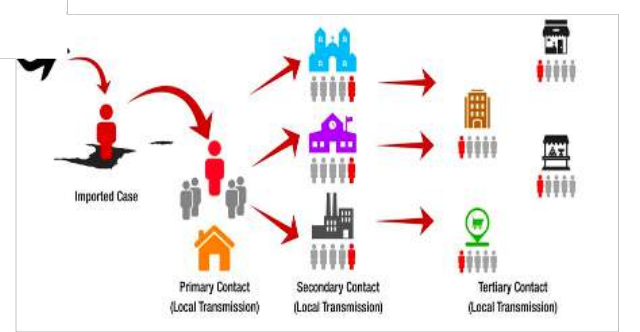 Imported Case
Primary Contact
(Local Transmission)
Secondary Contact
(Local Transmission)
Tertiary Contact
(Local Transmission)